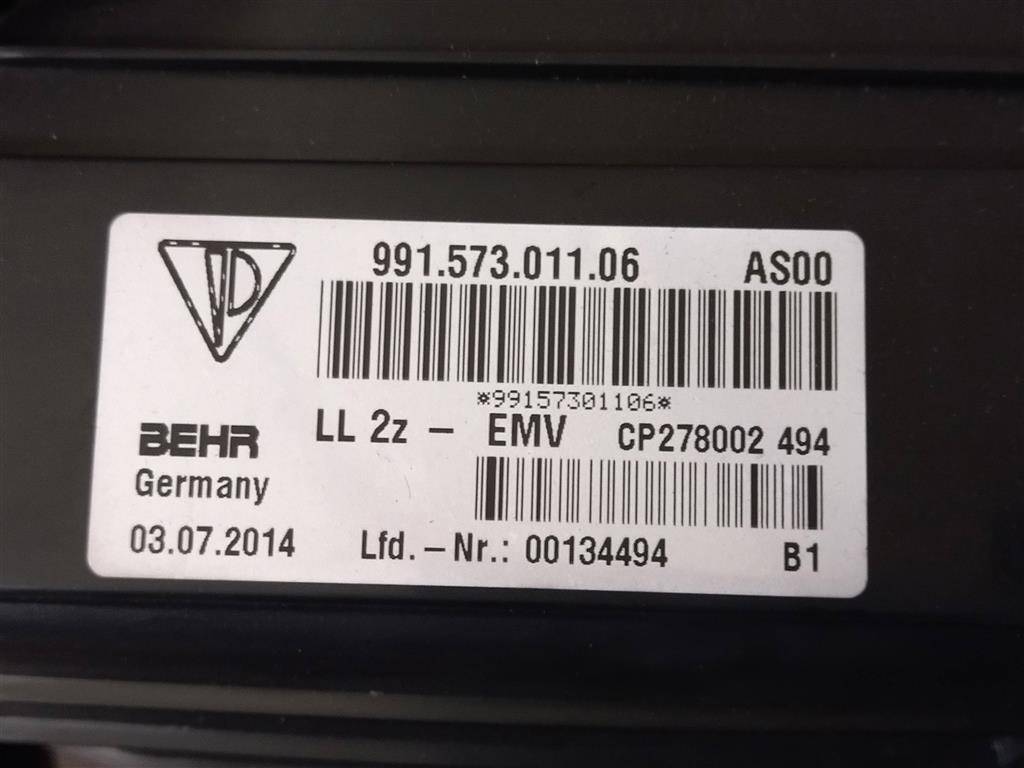 991.573.011.06 AS00
*99157301106*
LL 2z - EMV CP278002 494
BEHR
Germany
03.07.2014 Lfd.-Nr.: 00134494 B1